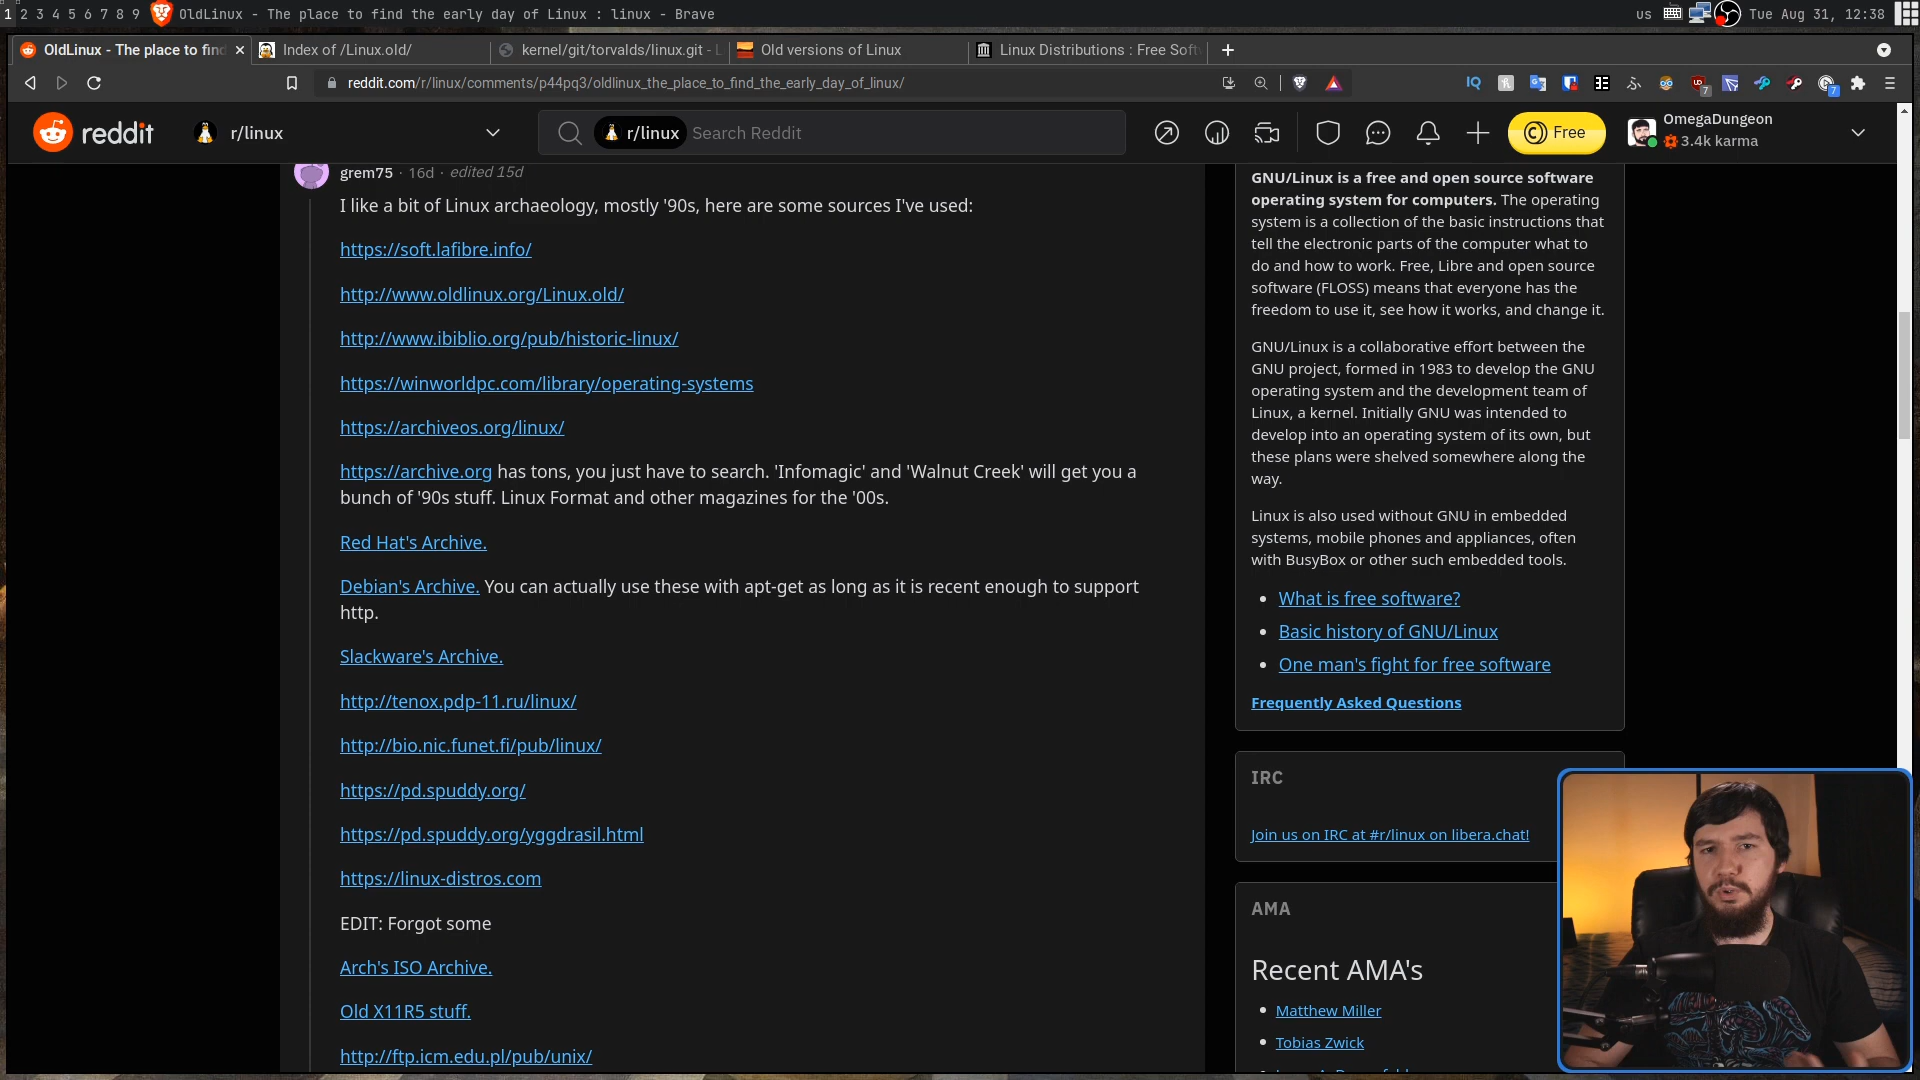 1 2 3 4 5 6 7 8 9 OldLinux - The place to find the early day of Linux : linux - Brave
us Tue Aug 31, 12:38
OldLinux - The place to find
Index of /Linux.old/
kernel/git/torvalds/linux.git - L
Old versions of Linux
Linux Distributions : Free Softw
reddit.com/r/linux/comments/p44pq3/oldlinux_the_place_to_find_the_early_day_of_linux/
IQ
7
7
reddit
r/linux
r/linux Search Reddit
Free
OmegaDungeon
3.4k karma
grem75 · 16d · edited 15d
I like a bit of Linux archaeology, mostly '90s, here are some sources I've used:
https://soft.lafibre.info/
http://www.oldlinux.org/Linux.old/
http://www.ibiblio.org/pub/historic-linux/
https://winworldpc.com/library/operating-systems
https://archiveos.org/linux/
https://archive.org has tons, you just have to search. 'Infomagic' and 'Walnut Creek' will get you a
bunch of '90s stuff. Linux Format and other magazines for the '00s.
Red Hat's Archive.
Debian's Archive. You can actually use these with apt-get as long as it is recent enough to support
http.
Slackware's Archive.
http://tenox.pdp-11.ru/linux/
http://bio.nic.funet.fi/pub/linux/
https://pd.spuddy.org/
https://pd.spuddy.org/yggdrasil.html
https://linux-distros.com
EDIT: Forgot some
Arch's ISO Archive.
Old X11R5 stuff.
http://ftp.icm.edu.pl/pub/unix/
GNU/Linux is a free and open source software
operating system for computers. The operating
system is a collection of the basic instructions that
tell the electronic parts of the computer what to
do and how to work. Free, Libre and open source
software (FLOSS) means that everyone has the
freedom to use it, see how it works, and change it.
GNU/Linux is a collaborative effort between the
GNU project, formed in 1983 to develop the GNU
operating system and the development team of
Linux, a kernel. Initially GNU was intended to
develop into an operating system of its own, but
these plans were shelved somewhere along the
way.
Linux is also used without GNU in embedded
systems, mobile phones and appliances, often
with BusyBox or other such embedded tools.
What is free software?
Basic history of GNU/Linux
One man's fight for free software
Frequently Asked Questions
IRC
Join us on IRC at #r/linux on libera.chat!
AMA
Recent AMA's
Matthew Miller
Tobias Zwick